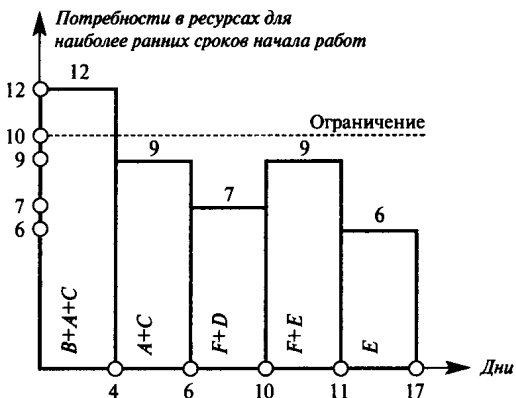 Потребности в ресурсах для
наиболее ранних сроков начала работ
12
12
Ограничение
10
9
9
9
7
7
6
6
B+A+C
A+C
F+D
F+E
E
Дни
4
6
10
11
17